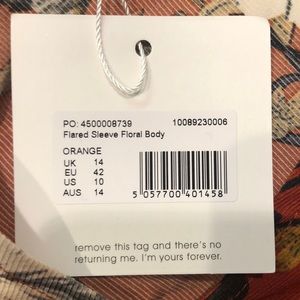 PO: 4500008739 10089230006
Flared Sleeve Floral Body
ORANGE
UK 14
EU 42
US 10
AUS 14
5 057700 401458
remove this tag and there's no
returning me. I'm yours forever.